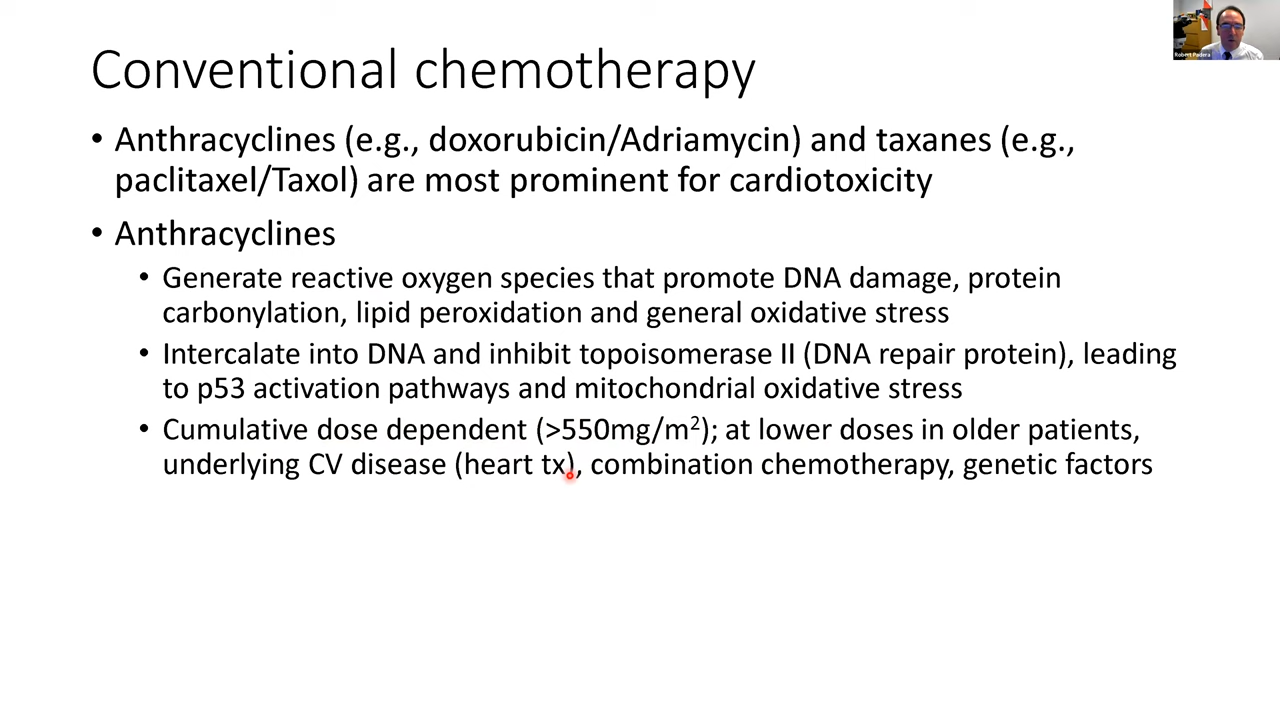 Conventional chemotherapy
• Anthracyclines (e.g., doxorubicin/Adriamycin) and taxanes (e.g.,
paclitaxel/Taxol) are most prominent for cardiotoxicity
• Anthracyclines
• Generate reactive oxygen species that promote DNA damage, protein
carbonylation, lipid peroxidation and general oxidative stress
• Intercalate into DNA and inhibit topoisomerase II (DNA repair protein), leading
to p53 activation pathways and mitochondrial oxidative stress
• Cumulative dose dependent (>550mg/m²); at lower doses in older patients,
underlying CV disease (heart tx), combination chemotherapy, genetic factors
Robert Padera